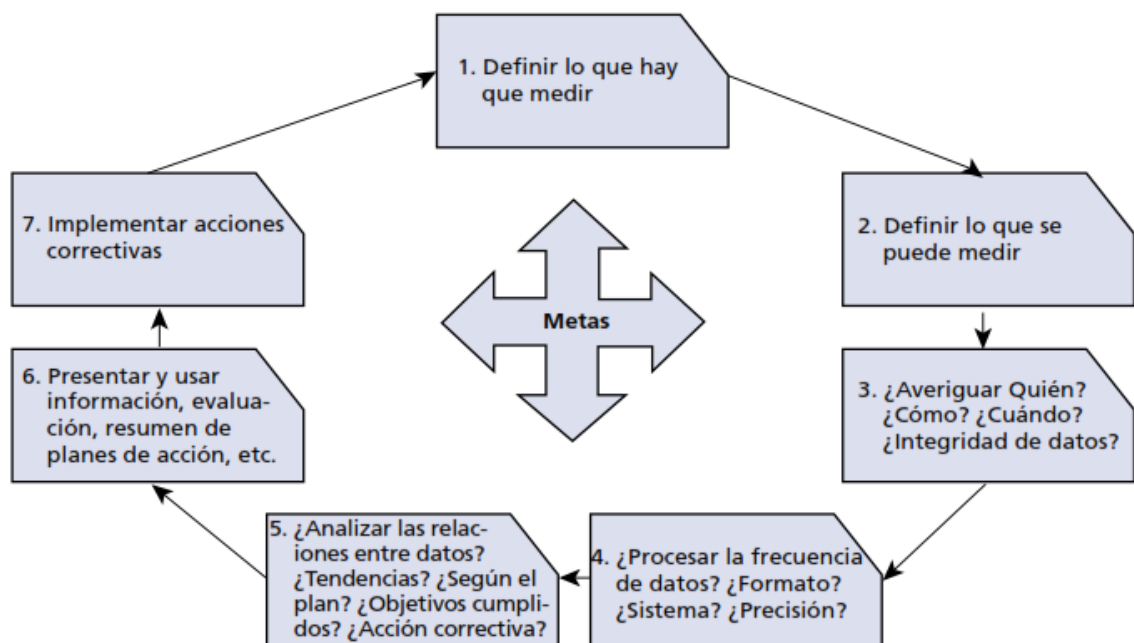 1. Definir lo que hay
que medir
2. Definir lo que se
puede medir
3. ¿Averiguar Quién?
¿Cómo? ¿Cuándo?
¿Integridad de datos?
4. ¿Procesar la frecuencia
de datos? ¿Formato?
¿Sistema? ¿Precisión?
5. ¿Analizar las rela-
ciones entre datos?
¿Tendencias? ¿Según el
plan? ¿Objetivos cumpli-
dos? ¿Acción correctiva?
6. Presentar y usar
información, evalua-
ción, resumen de
planes de acción, etc.
7. Implementar acciones
correctivas
Metas